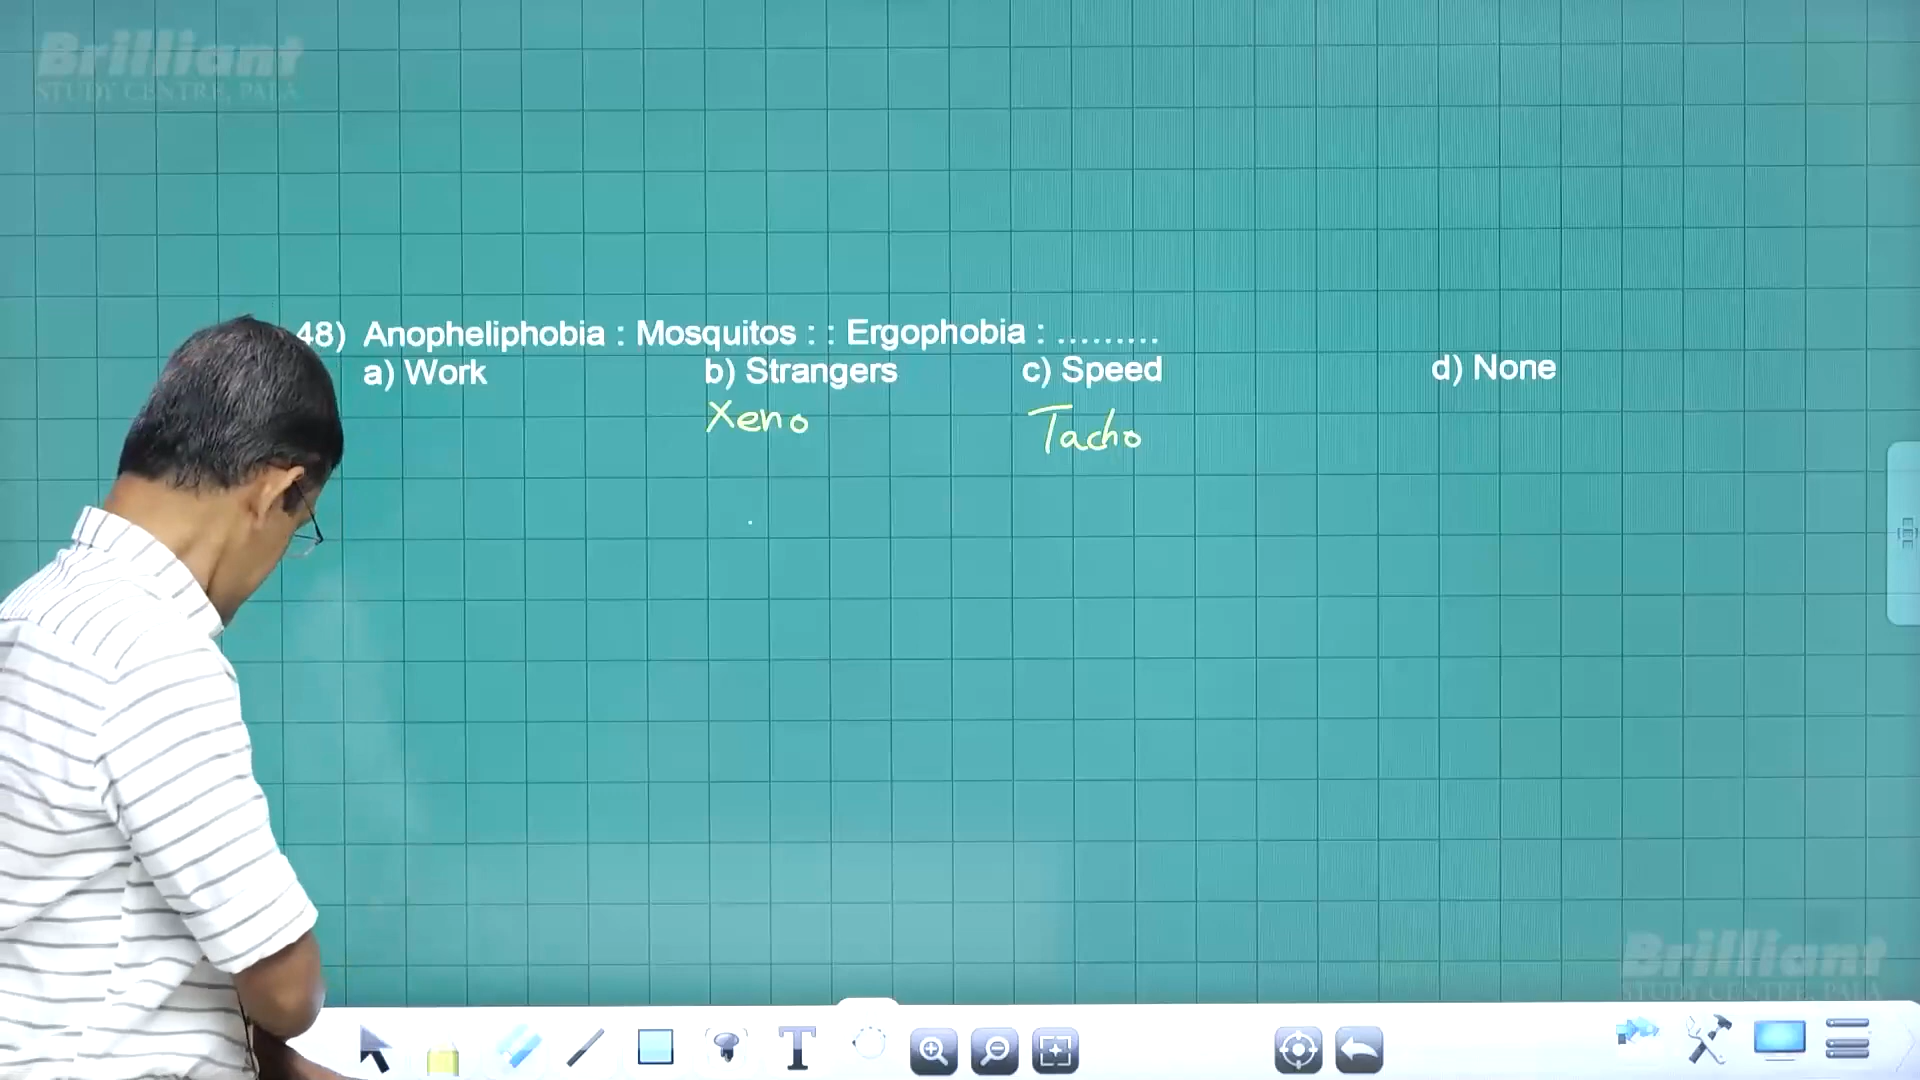 Brilliant
STUDY CENTRE, PALA
48) Anopheliphobia : Mosquitos : : Ergophobia : .........
a) Work b) Strangers c) Speed d) None
Xeno Tacho
Brilliant
STUDY CENTRE, PALA
T